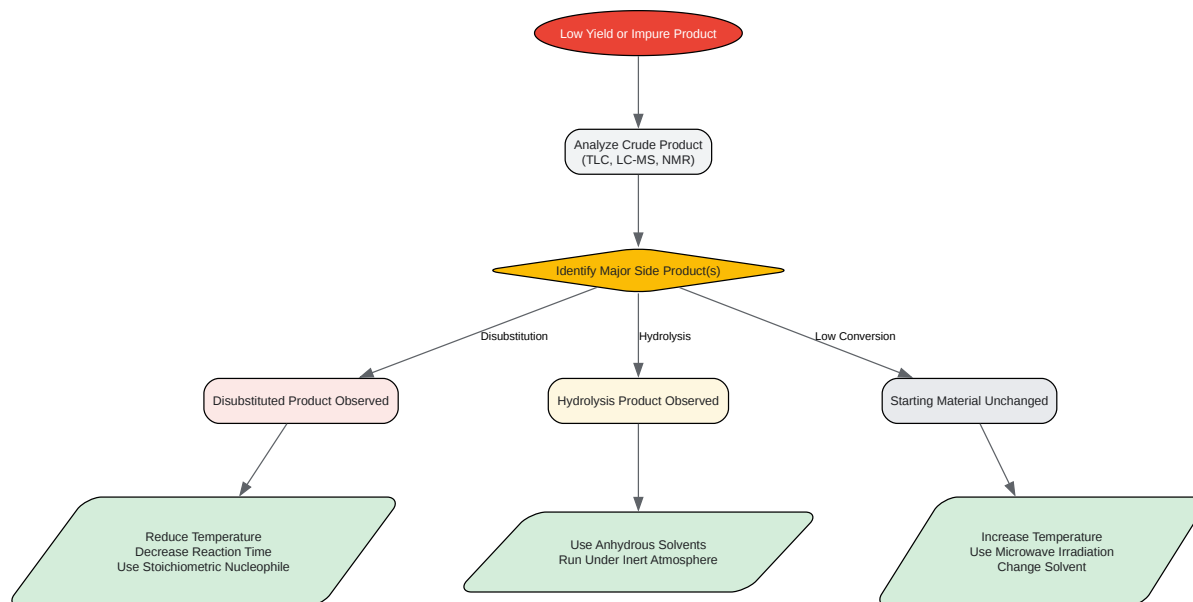 Low Yield or Impure Product
Analyze Crude Product
(TLC, LC-MS, NMR)
Identify Major Side Product(s)
Disubstitution
Hydrolysis
Low Conversion
Disubstituted Product Observed
Hydrolysis Product Observed
Starting Material Unchanged
Reduce Temperature
Decrease Reaction Time
Use Stoichiometric Nucleophile
Use Anhydrous Solvents
Run Under Inert Atmosphere
Increase Temperature
Use Microwave Irradiation
Change Solvent